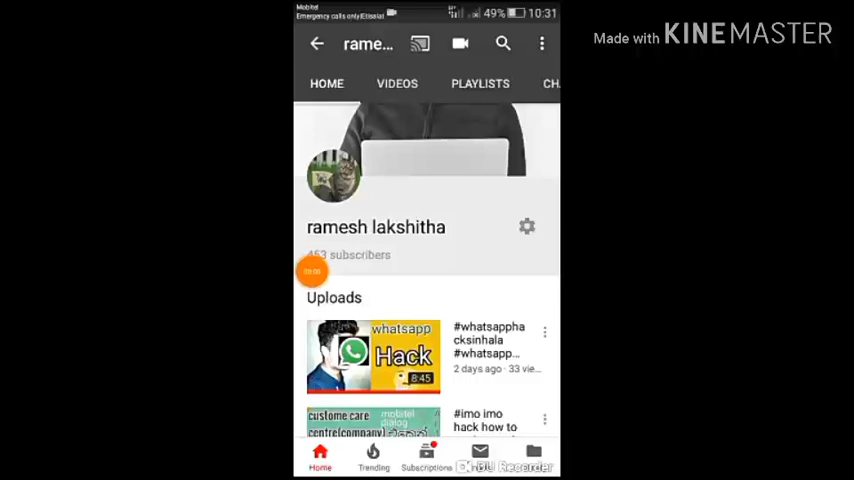 Mobitel
Emergency calls only|Etisalat
49% 10:31
Made with KINEMASTER
rame...
HOME VIDEOS PLAYLISTS CH
ramesh lakshitha
453 subscribers
Uploads
whatsapp
Hack
8:45
#whatsappha
cksinhala
#whatsapp...
2 days ago · 33 vie...
custome care
centre(company)
mobitel
dialog
#imo imo
hack how to
Home Trending Subscriptions
DU Recorder